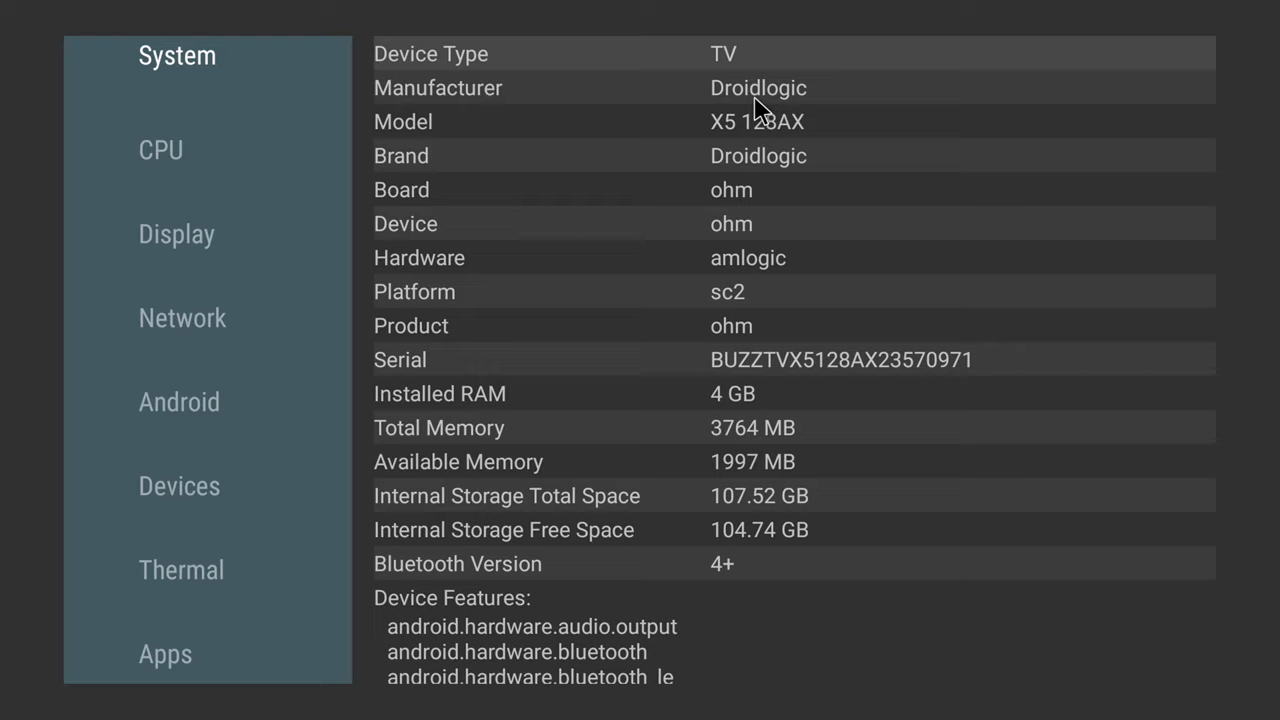 System
CPU
Display
Network
Android
Devices
Thermal
Apps
Device Type TV
Manufacturer Droidlogic
Model X5 128AX
Brand Droidlogic
Board ohm
Device ohm
Hardware amlogic
Platform sc2
Product ohm
Serial BUZZTVX5128AX23570971
Installed RAM 4 GB
Total Memory 3764 MB
Available Memory 1997 MB
Internal Storage Total Space 107.52 GB
Internal Storage Free Space 104.74 GB
Bluetooth Version 4+
Device Features:
android.hardware.audio.output
android.hardware.bluetooth
android.hardware.bluetooth_le